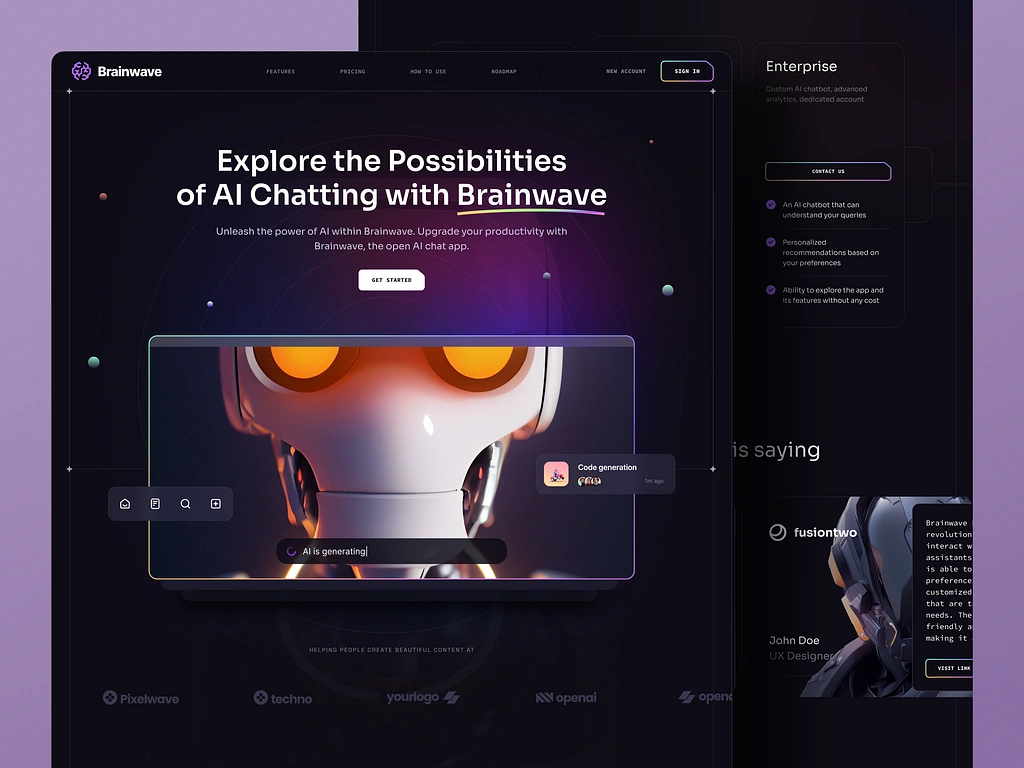 Brainwave
FEATURES
PRICING
HOW TO USE
ROADMAP
NEW ACCOUNT
SIGN IN
Explore the Possibilities
of AI Chatting with Brainwave
Unleash the power of AI within Brainwave. Upgrade your productivity with
Brainwave, the open AI chat app.
GET STARTED
Code generation
1m ago
AI is generating
HELPING PEOPLE CREATE BEAUTIFUL CONTENT AT
Pixelwave
techno
yourlogo
openai
Enterprise
Custom AI chatbot, advanced
analytics, dedicated account
CONTACT US
An AI chatbot that can
understand your queries
Personalized
recommendations based on
your preferences
Ability to explore the app and
its features without any cost
is saying
fusiontwo
John Doe
UX Designer
Brainwave
revolution
interact w
assistants
is able to
preference
customized
that are t
needs. The
friendly a
making it
VISIT LINK